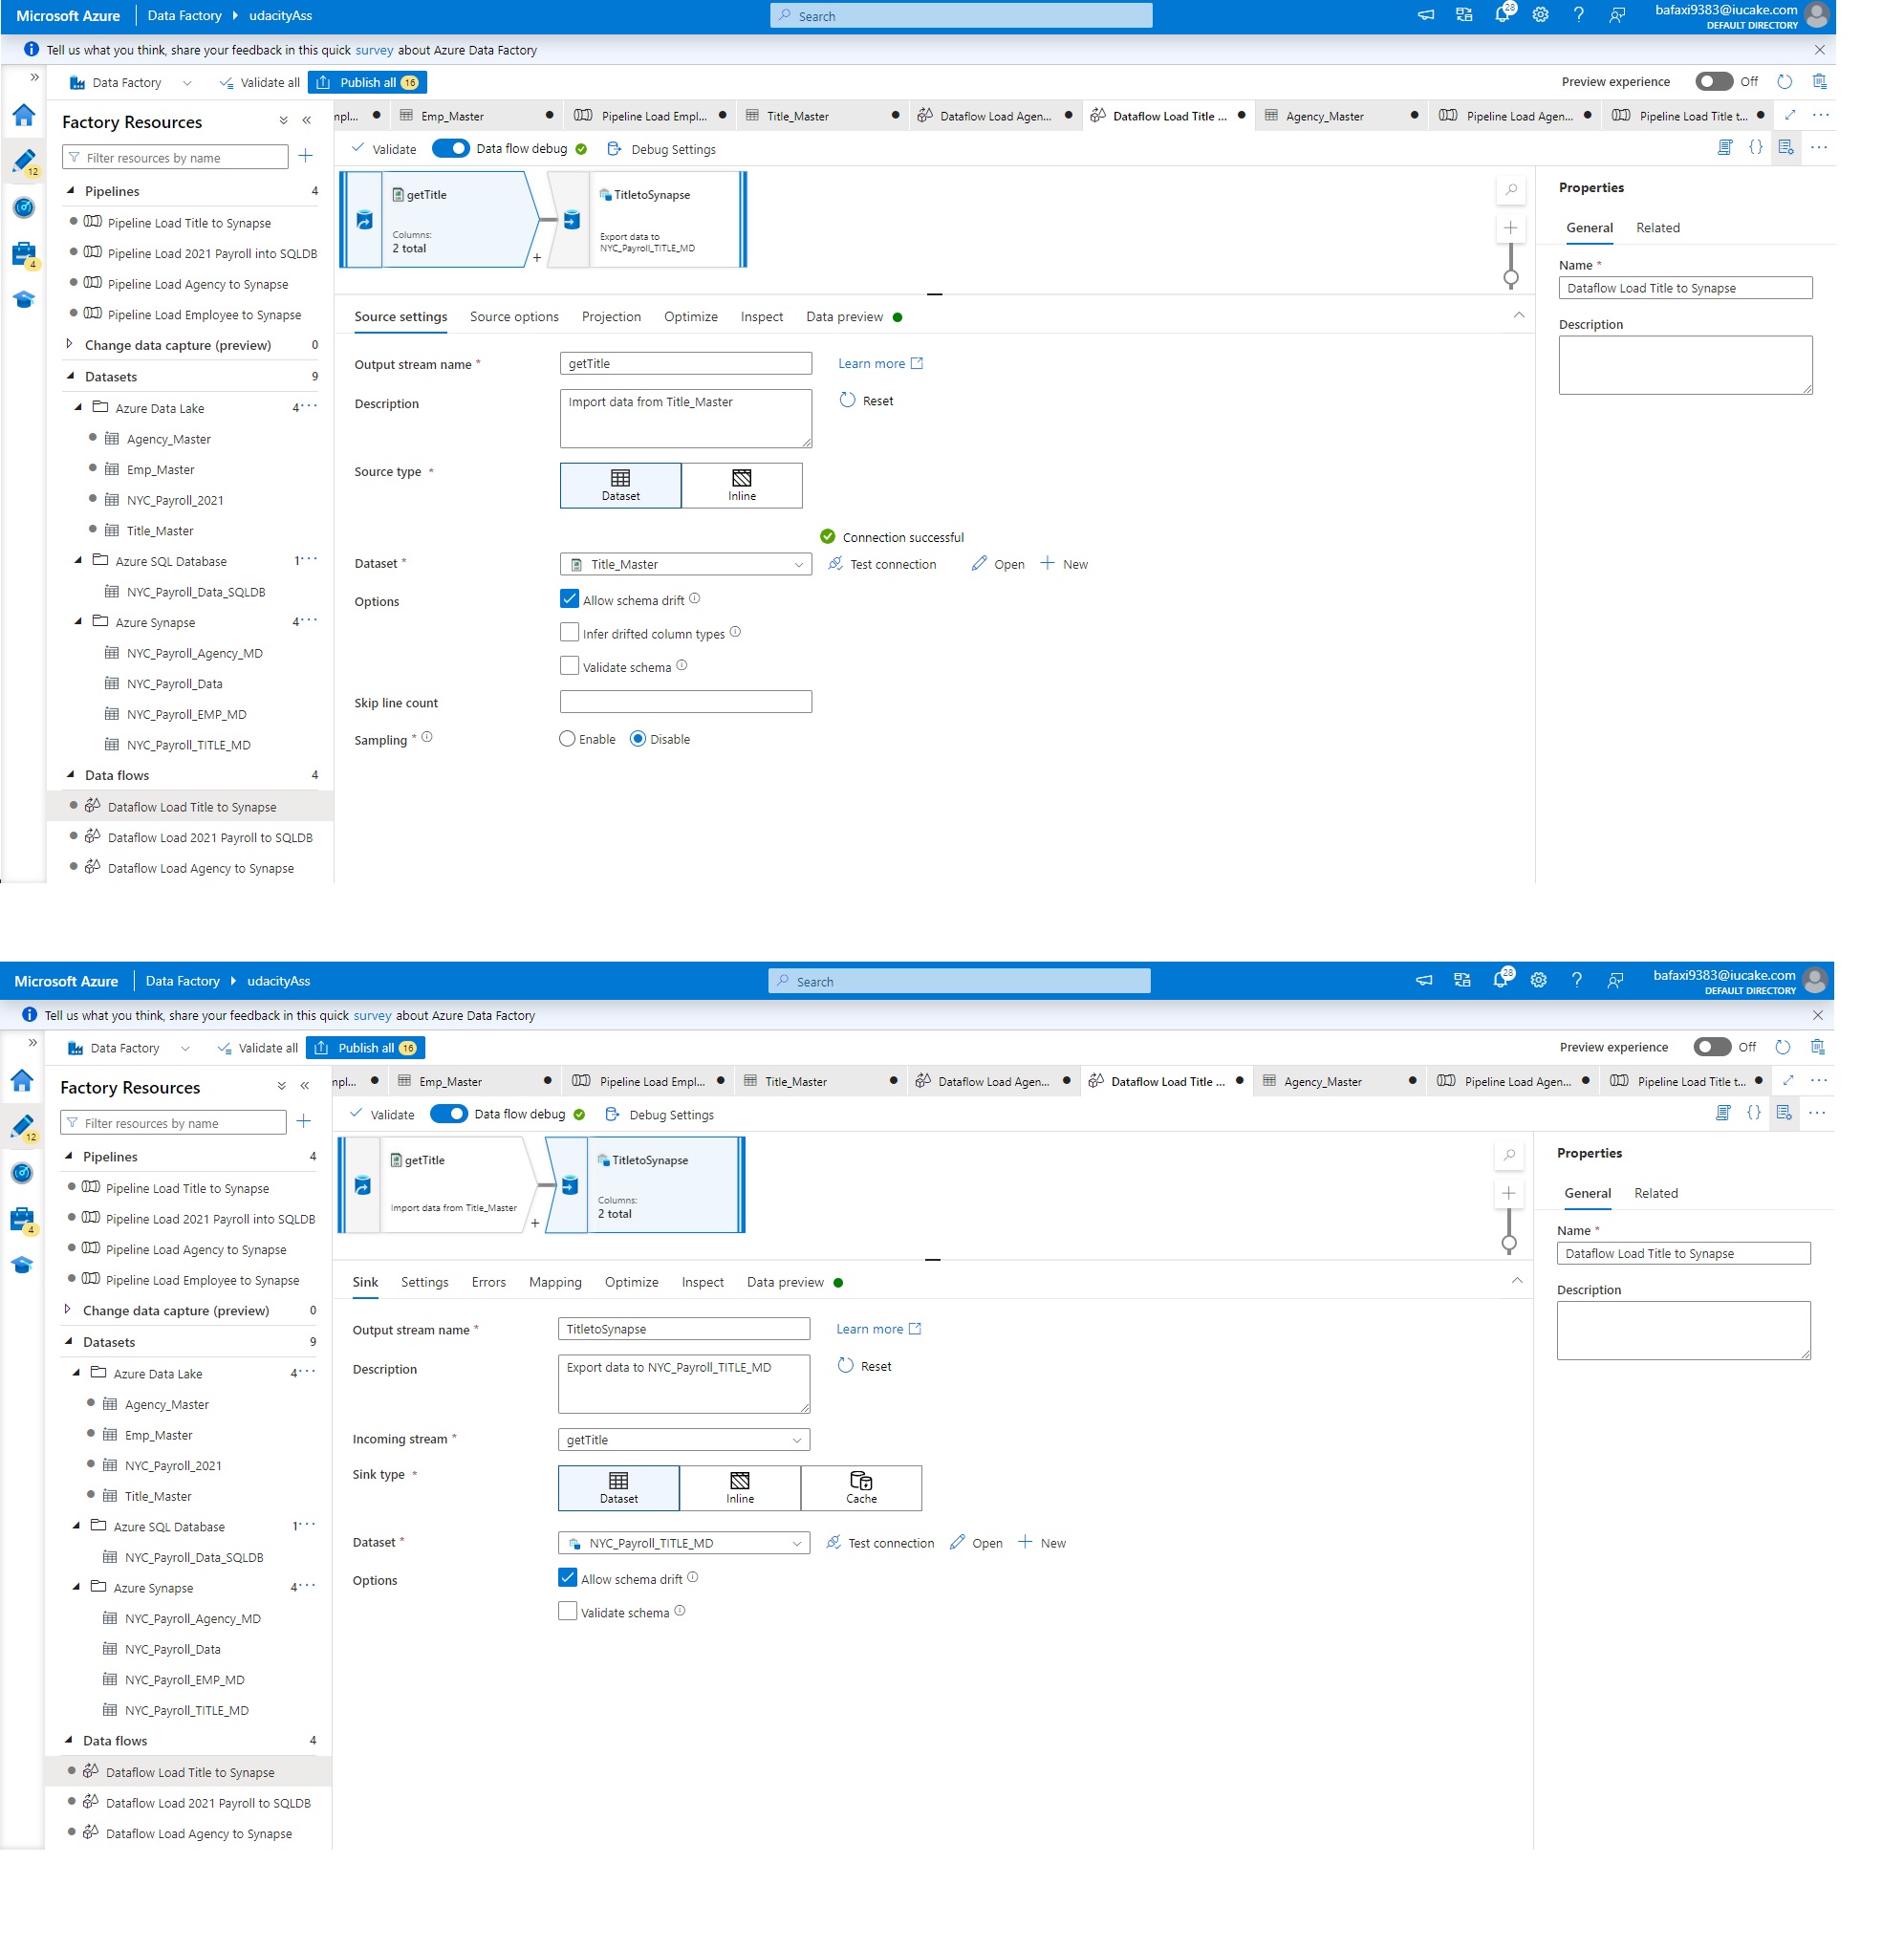 Microsoft Azure Data Factory udacityAss Search 28 bafaxi9383@iucake.com
DEFAULT DIRECTORY
Tell us what you think, share your feedback in this quick survey about Azure Data Factory
Data Factory Validate all Publish all 16 Preview experience Off
Factory Resources
mpl... Emp_Master Pipeline Load Empl... Title_Master Dataflow Load Agen... Dataflow Load Title ... Agency_Master Pipeline Load Agen... Pipeline Load Title t...
Filter resources by name
Validate Data flow debug Debug Settings
12
4
Pipelines 4
Pipeline Load Title to Synapse
Pipeline Load 2021 Payroll into SQLDB
Pipeline Load Agency to Synapse
Pipeline Load Employee to Synapse
Change data capture (preview) 0
Datasets 9
Azure Data Lake 4
Agency_Master
Emp_Master
NYC_Payroll_2021
Title_Master
Azure SQL Database 1
NYC_Payroll_Data_SQLDB
Azure Synapse 4
NYC_Payroll_Agency_MD
NYC_Payroll_Data
NYC_Payroll_EMP_MD
NYC_Payroll_TITLE_MD
Data flows 4
Dataflow Load Title to Synapse
Dataflow Load 2021 Payroll to SQLDB
Dataflow Load Agency to Synapse
getTitle
Columns:
2 total
+
TitletoSynapse
Export data to
NYC_Payroll_TITLE_MD
Source settings Source options Projection Optimize Inspect Data preview
Output stream name * getTitle Learn more
Description Import data from Title_Master Reset
Source type *
Dataset Inline
Connection successful
Dataset * Title_Master Test connection Open New
Options Allow schema drift
Infer drifted column types
Validate schema
Skip line count
Sampling * Enable Disable
Properties
General Related
Name *
Dataflow Load Title to Synapse
Description
Microsoft Azure Data Factory udacityAss Search 28 bafaxi9383@iucake.com
DEFAULT DIRECTORY
Tell us what you think, share your feedback in this quick survey about Azure Data Factory
Data Factory Validate all Publish all 16 Preview experience Off
Factory Resources
mpl... Emp_Master Pipeline Load Empl... Title_Master Dataflow Load Agen... Dataflow Load Title ... Agency_Master Pipeline Load Agen... Pipeline Load Title t...
Filter resources by name
Validate Data flow debug Debug Settings
12
4
Pipelines 4
Pipeline Load Title to Synapse
Pipeline Load 2021 Payroll into SQLDB
Pipeline Load Agency to Synapse
Pipeline Load Employee to Synapse
Change data capture (preview) 0
Datasets 9
Azure Data Lake 4
Agency_Master
Emp_Master
NYC_Payroll_2021
Title_Master
Azure SQL Database 1
NYC_Payroll_Data_SQLDB
Azure Synapse 4
NYC_Payroll_Agency_MD
NYC_Payroll_Data
NYC_Payroll_EMP_MD
NYC_Payroll_TITLE_MD
Data flows 4
Dataflow Load Title to Synapse
Dataflow Load 2021 Payroll to SQLDB
Dataflow Load Agency to Synapse
getTitle
Import data from Title_Master
+
TitletoSynapse
Columns:
2 total
Sink Settings Errors Mapping Optimize Inspect Data preview
Output stream name * TitletoSynapse Learn more
Description Export data to NYC_Payroll_TITLE_MD Reset
Incoming stream * getTitle
Sink type *
Dataset Inline Cache
Dataset * NYC_Payroll_TITLE_MD Test connection Open New
Options Allow schema drift
Validate schema
Properties
General Related
Name *
Dataflow Load Title to Synapse
Description